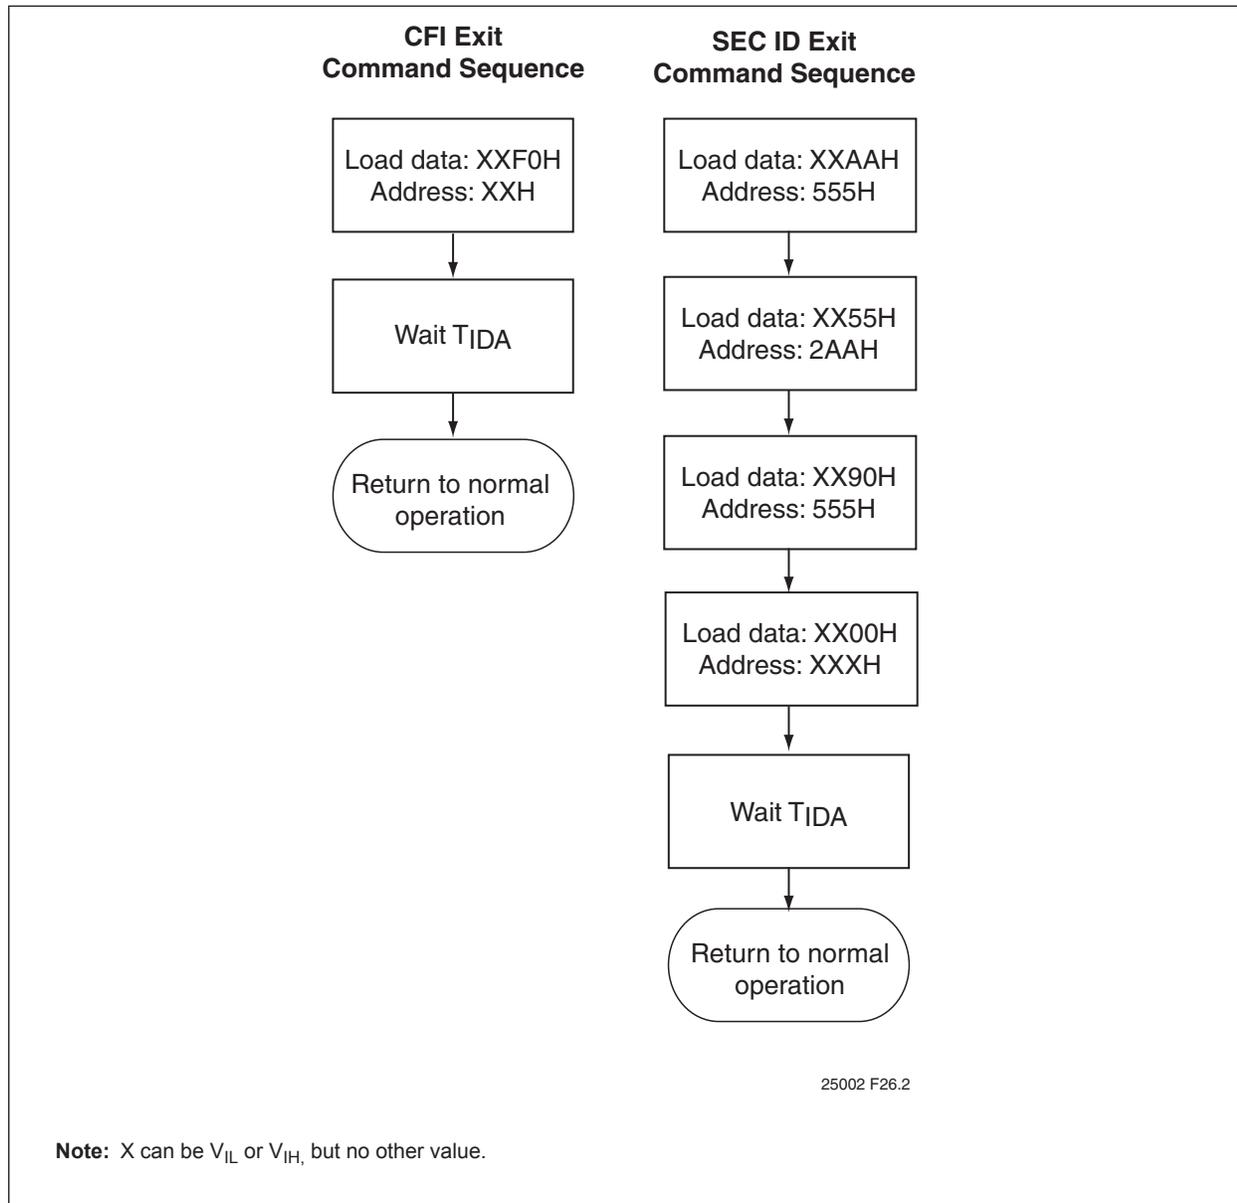 CFI Exit
Command Sequence
Load data: XXF0H
Address: XXH
Wait TIDA
Return to normal
operation
SEC ID Exit
Command Sequence
Load data: XXAAH
Address: 555H
Load data: XX55H
Address: 2AAH
Load data: XX90H
Address: 555H
Load data: XX00H
Address: XXXH
Wait TIDA
Return to normal
operation
25002 F26.2
Note: X can be VIL or VIH, but no other value.